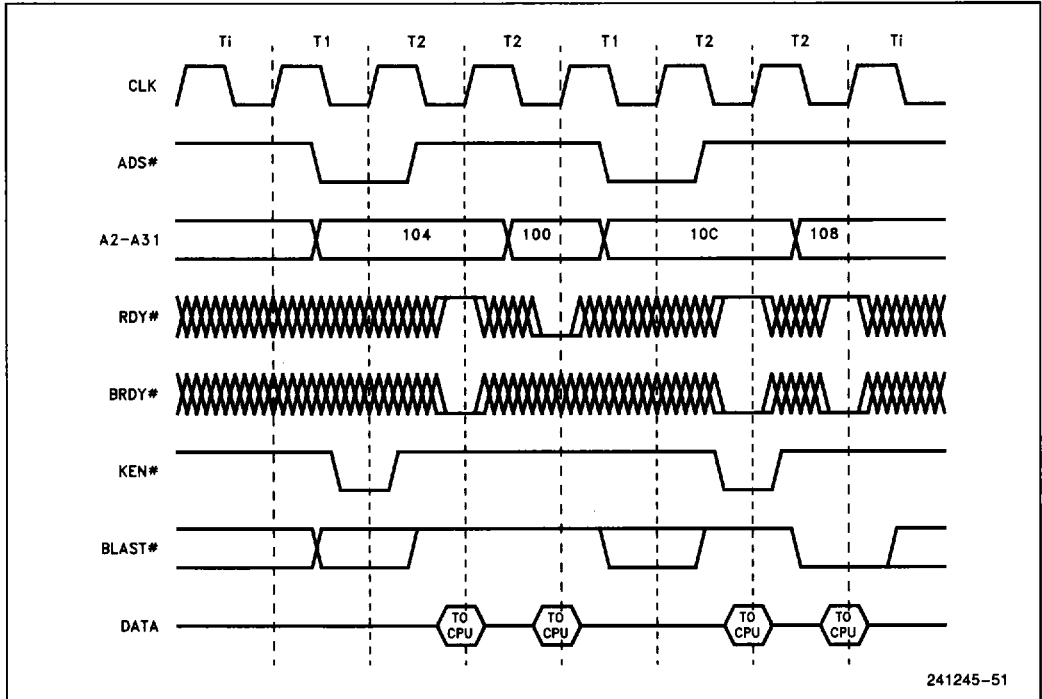 Ti T1 T2 T2 T1 T2 T2 Ti
CLK
ADS#
A2-A31 104 100 10C 108
RDY#
BRDY#
KEN#
BLAST#
DATA TO CPU TO CPU TO CPU TO CPU
241245-51